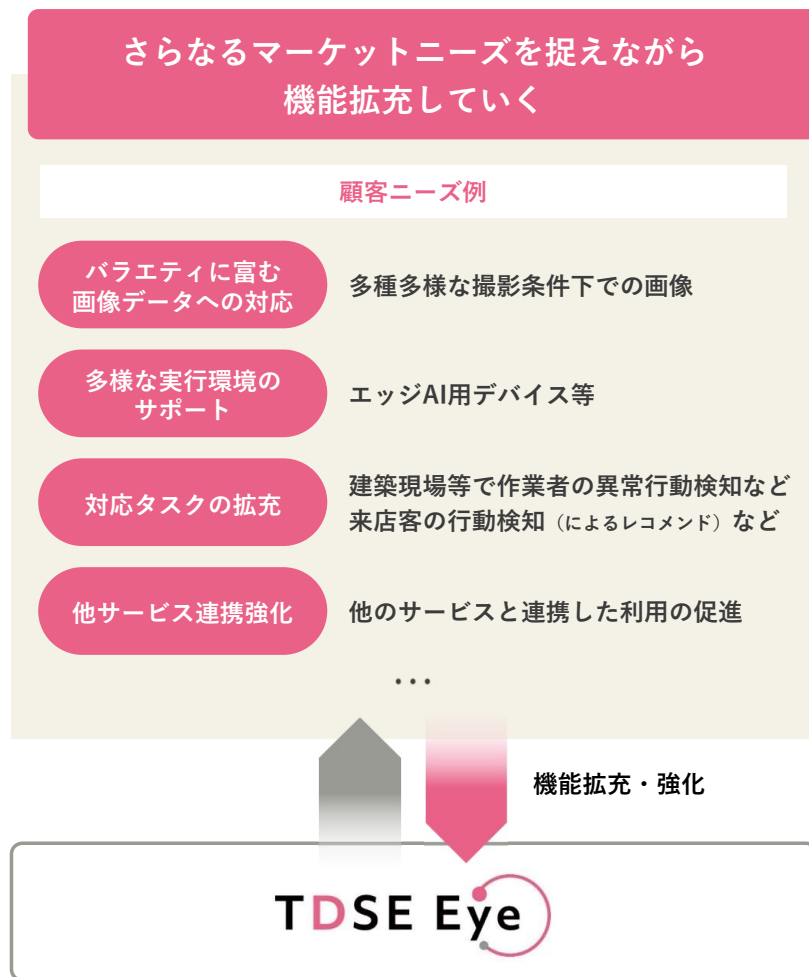 さらなるマーケットニーズを捉えながら
機能拡充していく
顧客ニーズ例
バラエティに富む
画像データへの対応
多種多様な撮影条件下での画像
多様な実行環境の
サポート
エッジAI用デバイス等
対応タスクの拡充
建築現場等で作業者の異常行動検知など
来店客の行動検知（によるレコメンド）など
他サービス連携強化
他のサービスと連携した利用の促進
...
機能拡充・強化
TDSE Eye